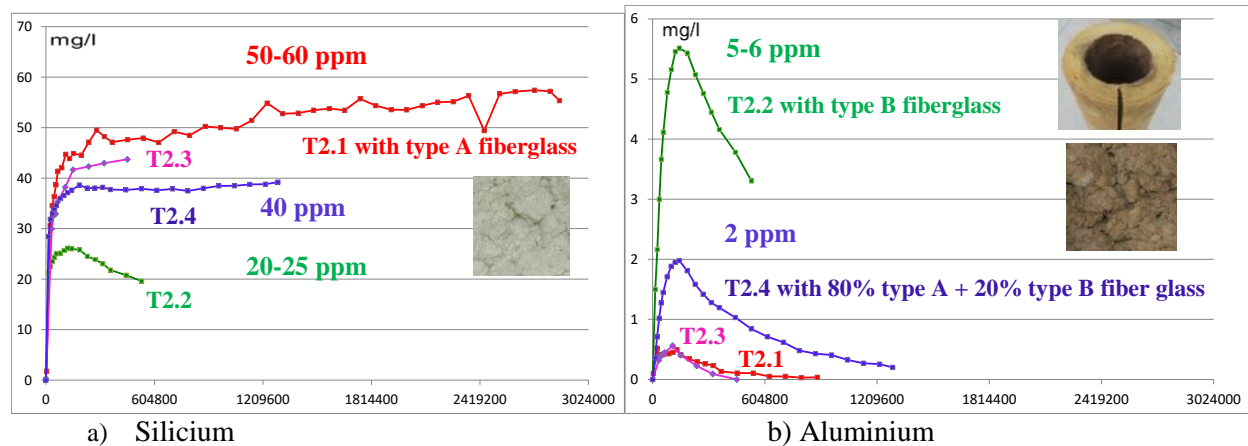 70
60
50
40
30
20
10
0
mg/l
50-60 ppm
T2.1 with type A fiberglass
T2.3
T2.4
40 ppm
20-25 ppm
T2.2
0
604800
1209600
1814400
2419200
3024000
a) Silicium
6
5
4
3
2
1
0
mg/l
5-6 ppm
T2.2 with type B fiberglass
2 ppm
T2.4 with 80% type A + 20% type B fiber glass
T2.3
T2.1
0
604800
1209600
1814400
2419200
3024000
b) Aluminium